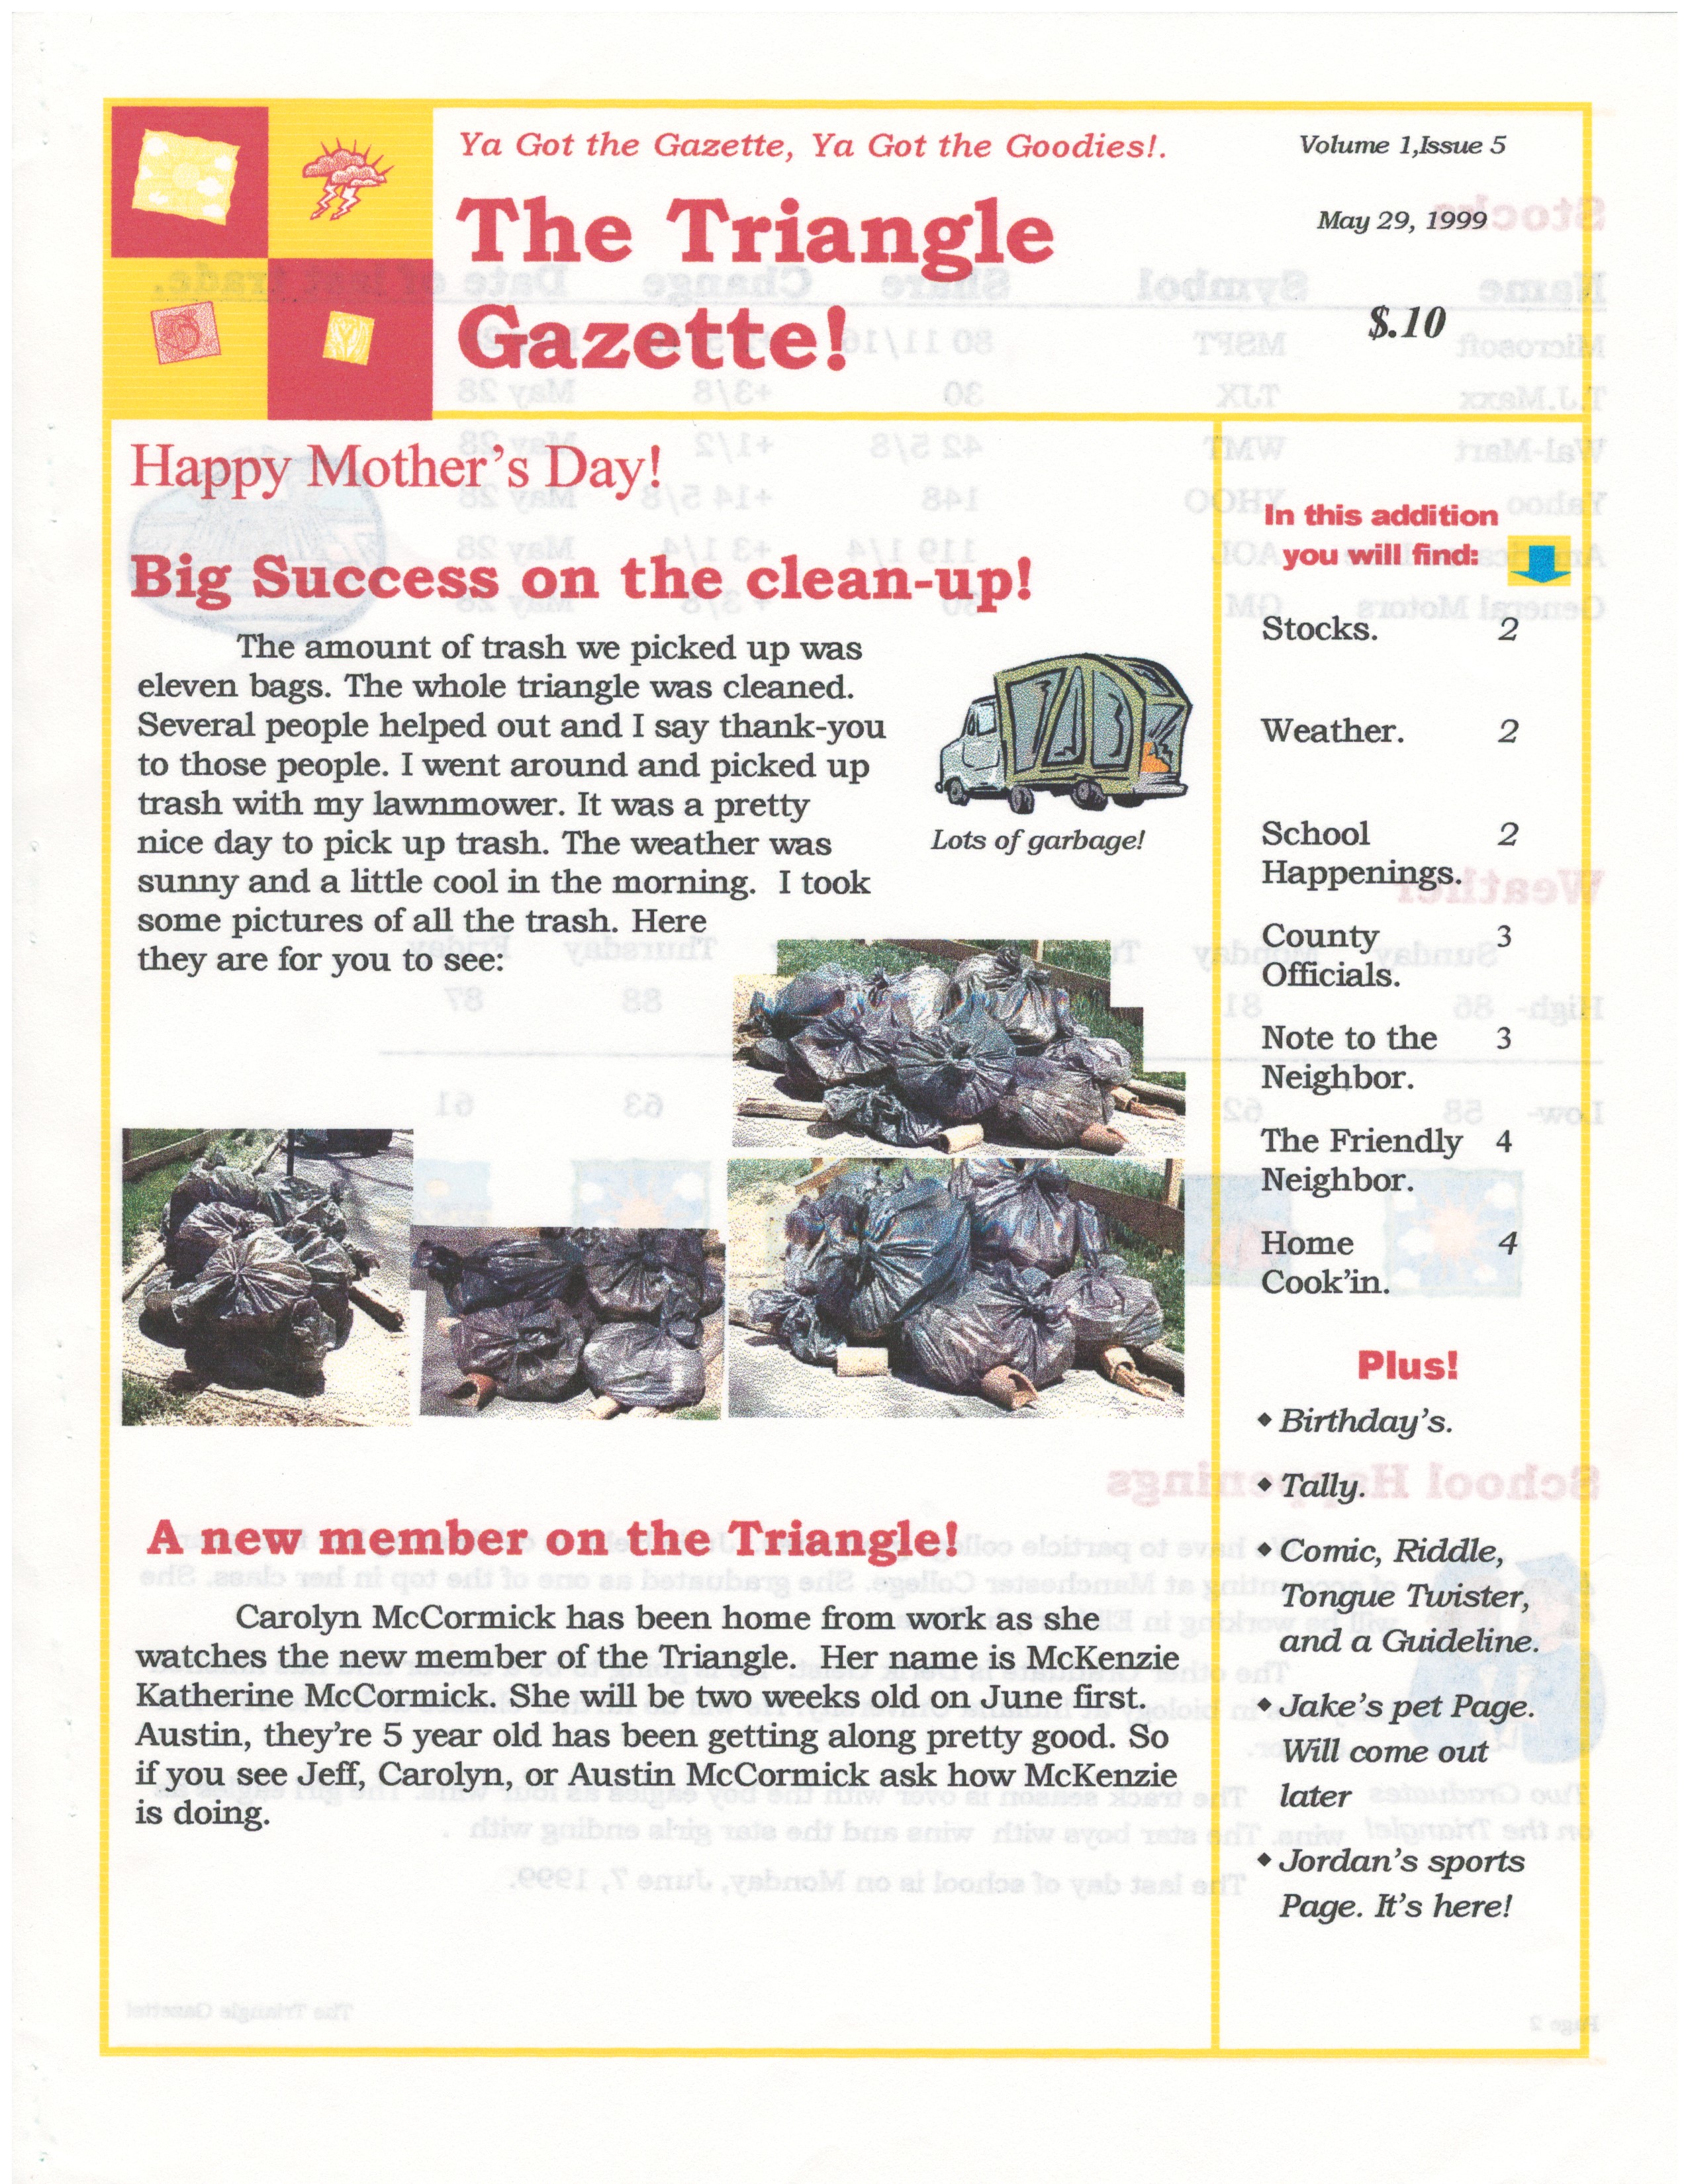 Ya Got the Gazette, Ya Got the Goodies!.
Volume 1,Issue 5
May 29, 1999
$.10
The Triangle
Gazette!
Happy Mother's Day!
Big Success on the clean-up!
The amount of trash we picked up was
eleven bags. The whole triangle was cleaned.
Several people helped out and I say thank-you
to those people. I went around and picked up
trash with my lawnmower. It was a pretty
nice day to pick up trash. The weather was
sunny and a little cool in the morning.  I took
some pictures of all the trash. Here
they are for you to see:
Lots of garbage!
A new member on the Triangle!
Carolyn McCormick has been home from work as she
watches the new member of the Triangle.  Her name is McKenzie
Katherine McCormick. She will be two weeks old on June first.
Austin, they're 5 year old has been getting along pretty good. So
if you see Jeff, Carolyn, or Austin McCormick ask how McKenzie
is doing.
In this addition
you will find:
Stocks. 2
Weather. 2
School 2
Happenings.
County 3
Officials.
Note to the 3
Neighbor.
The Friendly 4
Neighbor.
Home 4
Cook'in.
Plus!
◆ Birthday's.
◆ Tally.
◆ Comic, Riddle,
Tongue Twister,
and a Guideline.
◆ Jake's pet Page.
Will come out
later
◆ Jordan's sports
Page. It's here!